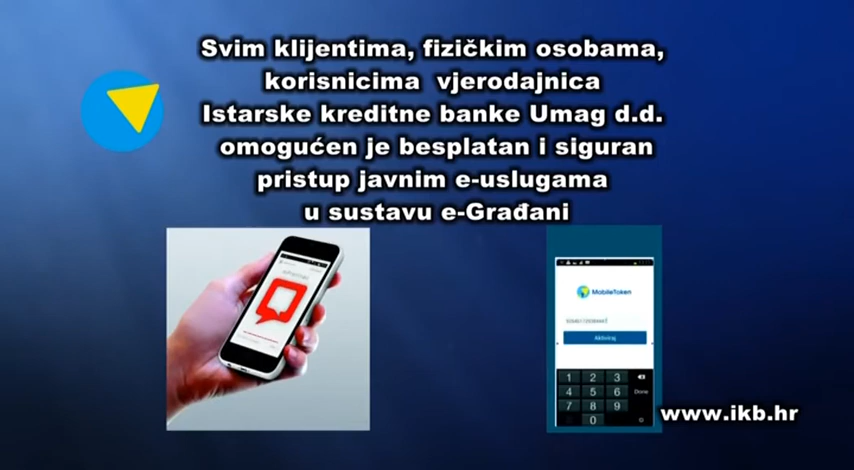 Svim klijentima, fizičkim osobama,
korisnicima vjerodajnica
Istarske kreditne banke Umag d.d.
omogućen je besplatan i siguran
pristup javnim e-uslugama
u sustavu e-Građani
MobileToken
Aktiviraj
1 2 3
4 5 6 Done
7 8 9
0
www.ikb.hr